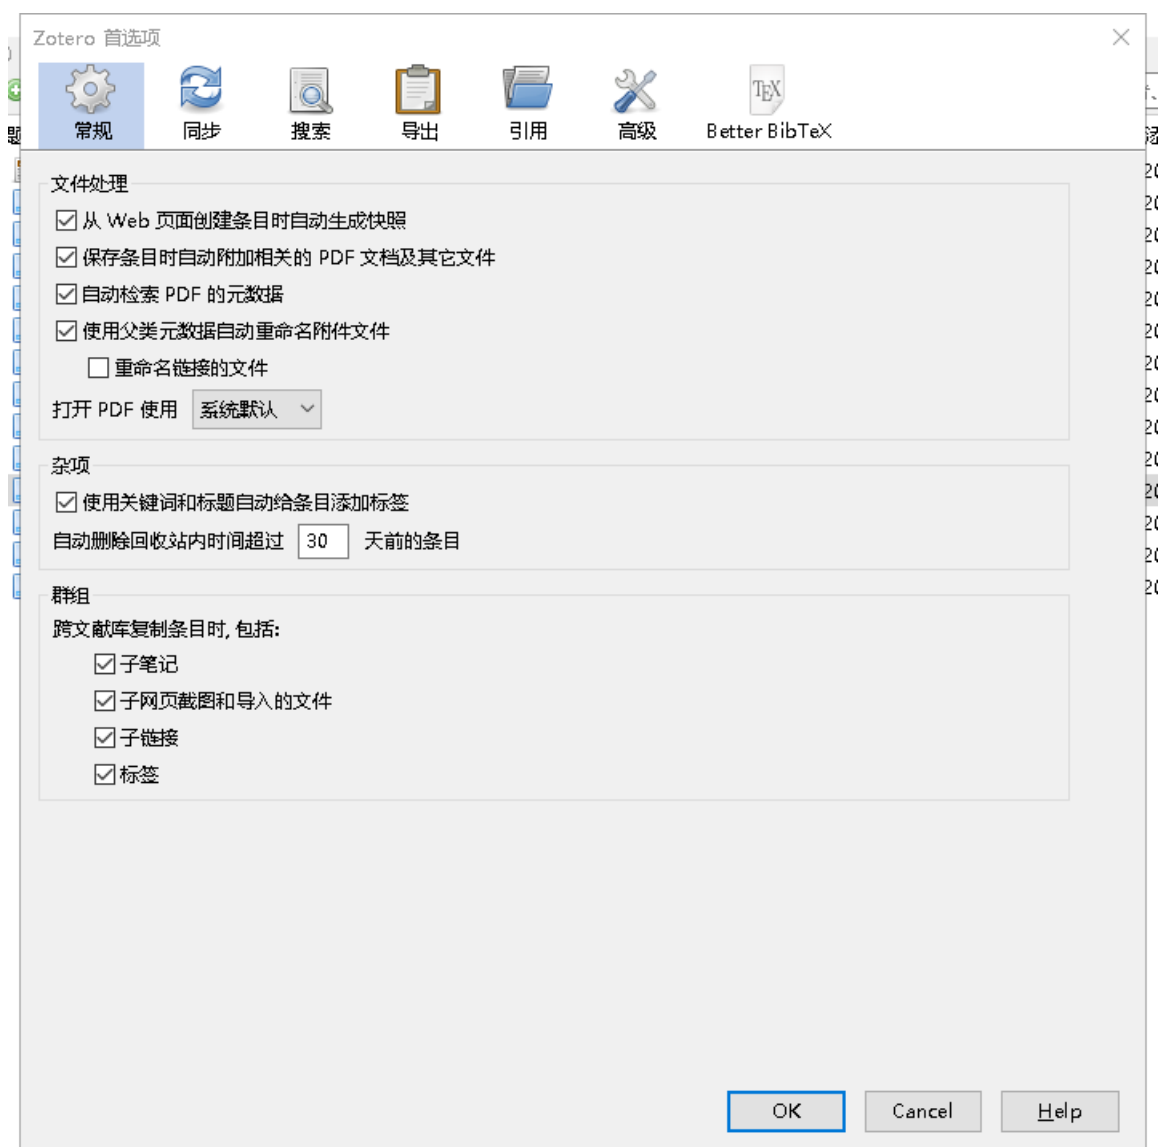 Zotero 首选项
常规 同步 搜索 导出 引用 高级 Better BibTeX
文件处理
从 Web 页面创建条目时自动生成快照
保存条目时自动附加相关的 PDF 文档及其它文件
自动检索 PDF 的元数据
使用父类元数据自动重命名附件文件
重命名链接的文件
打开 PDF 使用 系统默认
杂项
使用关键词和标题自动给条目添加标签
自动删除回收站内时间超过 30 天前的条目
群组
跨文献库复制条目时, 包括:
子笔记
子网页截图和导入的文件
子链接
标签
OK Cancel Help